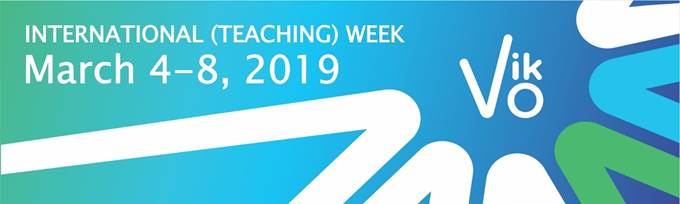 INTERNATIONAL (TEACHING) WEEK
March 4–8, 2019
Vik
O